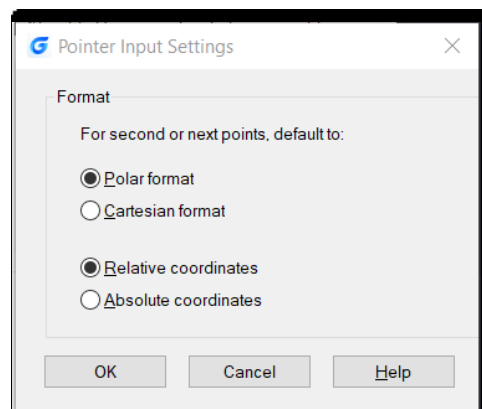 Pointer Input Settings
Format
For second or next points, default to:
Polar format
Cartesian format
Relative coordinates
Absolute coordinates
OK Cancel Help